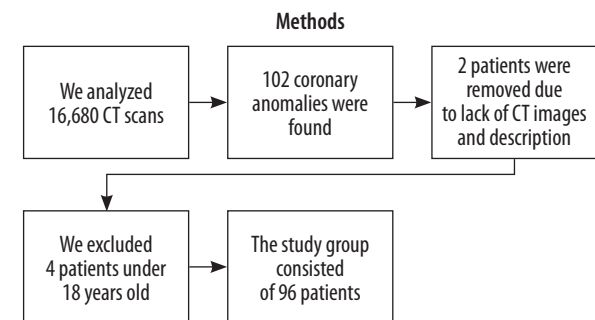 Methods
We analyzed
16,680 CT scans
102 coronary
anomalies were
found
2 patients were
removed due
to lack of CT images
and description
We excluded
4 patients under
18 years old
The study group
consisted
of 96 patients